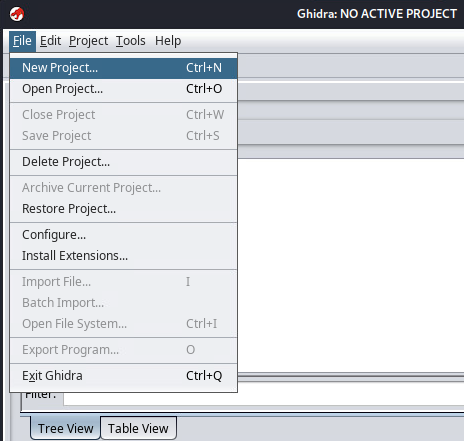 Ghidra: NO ACTIVE PROJECT
File Edit Project Tools Help
New Project... Ctrl+N
Open Project... Ctrl+O
Close Project Ctrl+W
Save Project Ctrl+S
Delete Project...
Archive Current Project...
Restore Project...
Configure...
Install Extensions...
Import File... I
Batch Import...
Open File System... Ctrl+I
Export Program... O
Exit Ghidra Ctrl+Q
Filter:
Tree View Table View